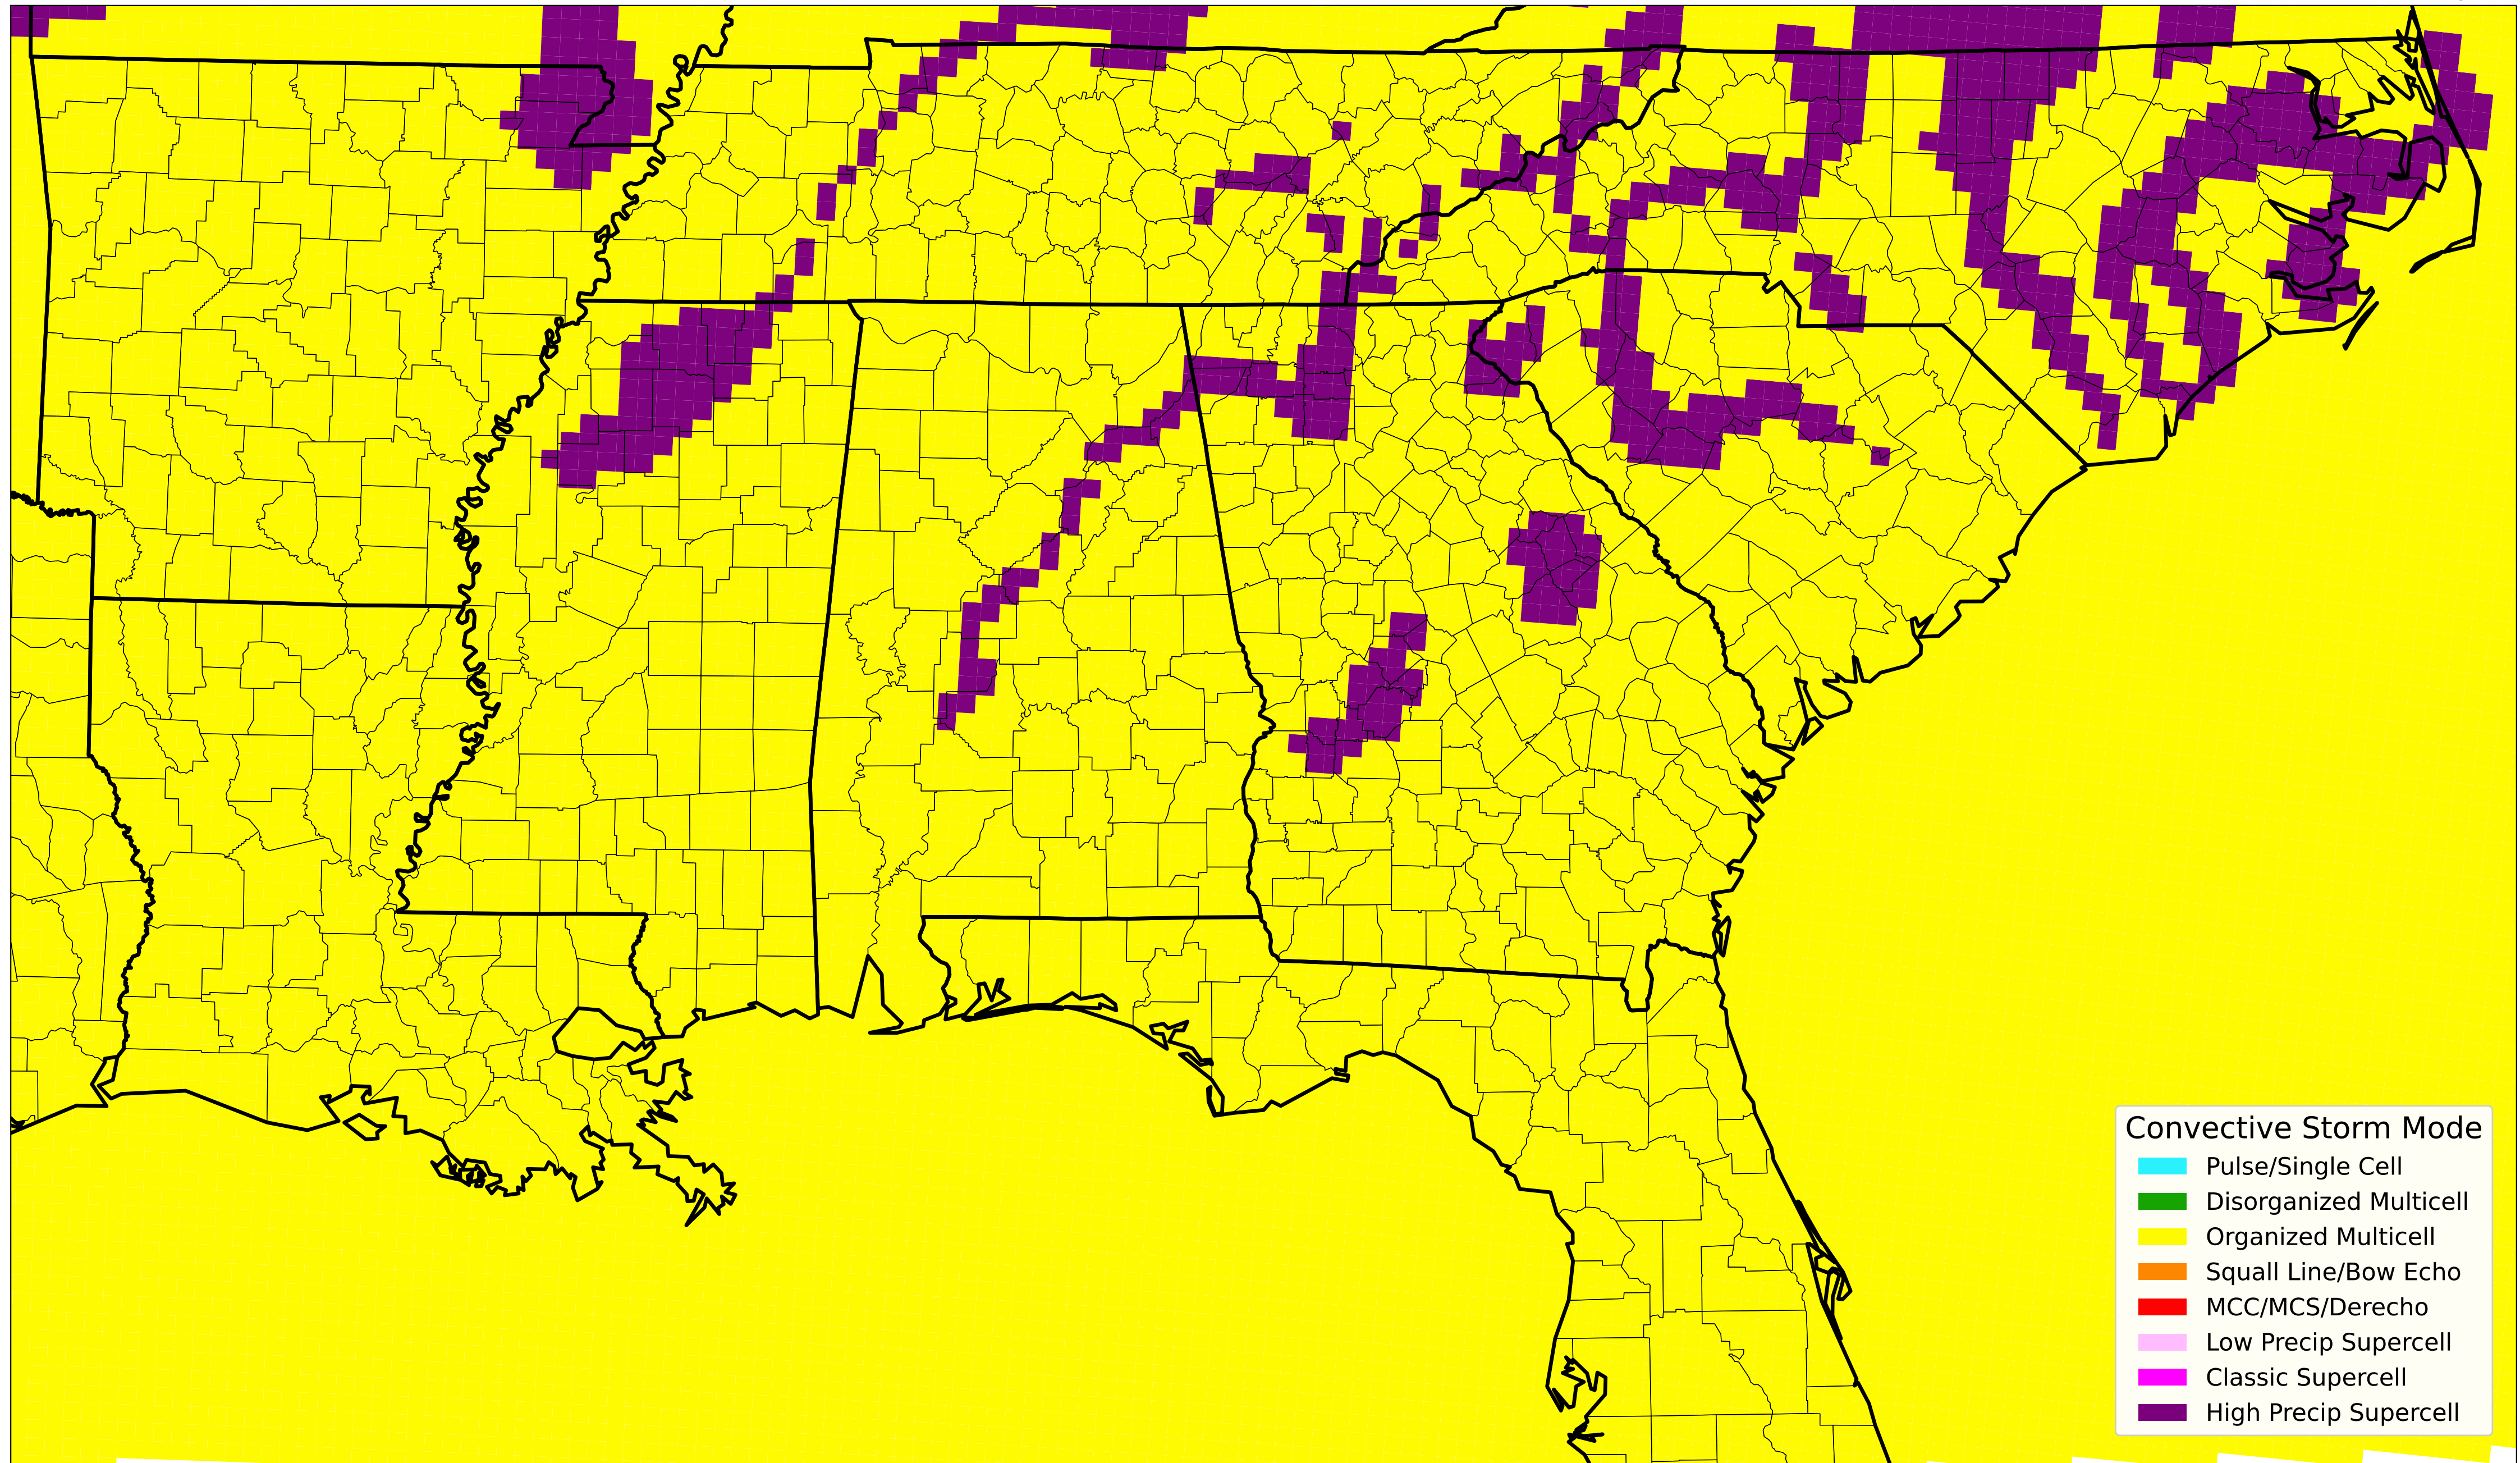 Convective Storm Mode
Pulse/Single Cell
Disorganized Multicell
Organized Multicell
Squall Line/Bow Echo
MCC/MCS/Derecho
Low Precip Supercell
Classic Supercell
High Precip Supercell